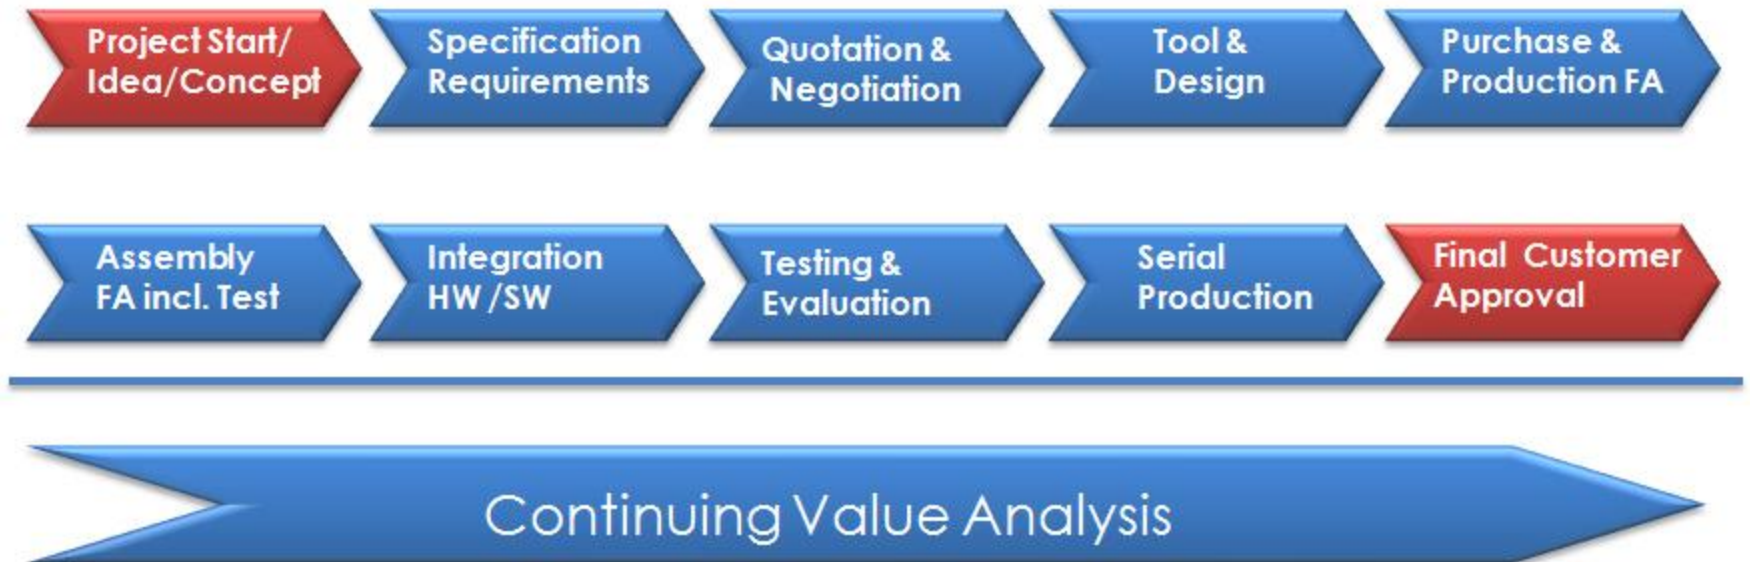 Project Start/
Idea/Concept
Specification
Requirements
Quotation &
Negotiation
Tool &
Design
Purchase &
Production FA
Assembly
FA incl. Test
Integration
HW /SW
Testing &
Evaluation
Serial
Production
Final Customer
Approval
Continuing Value Analysis